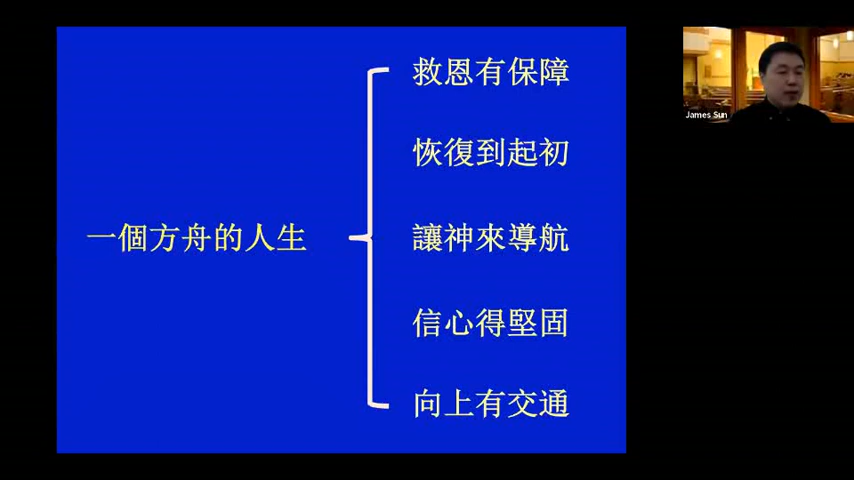 救恩有保障
恢復到起初
一個方舟的人生
讓神來導航
信心得堅固
向上有交通
James Sun